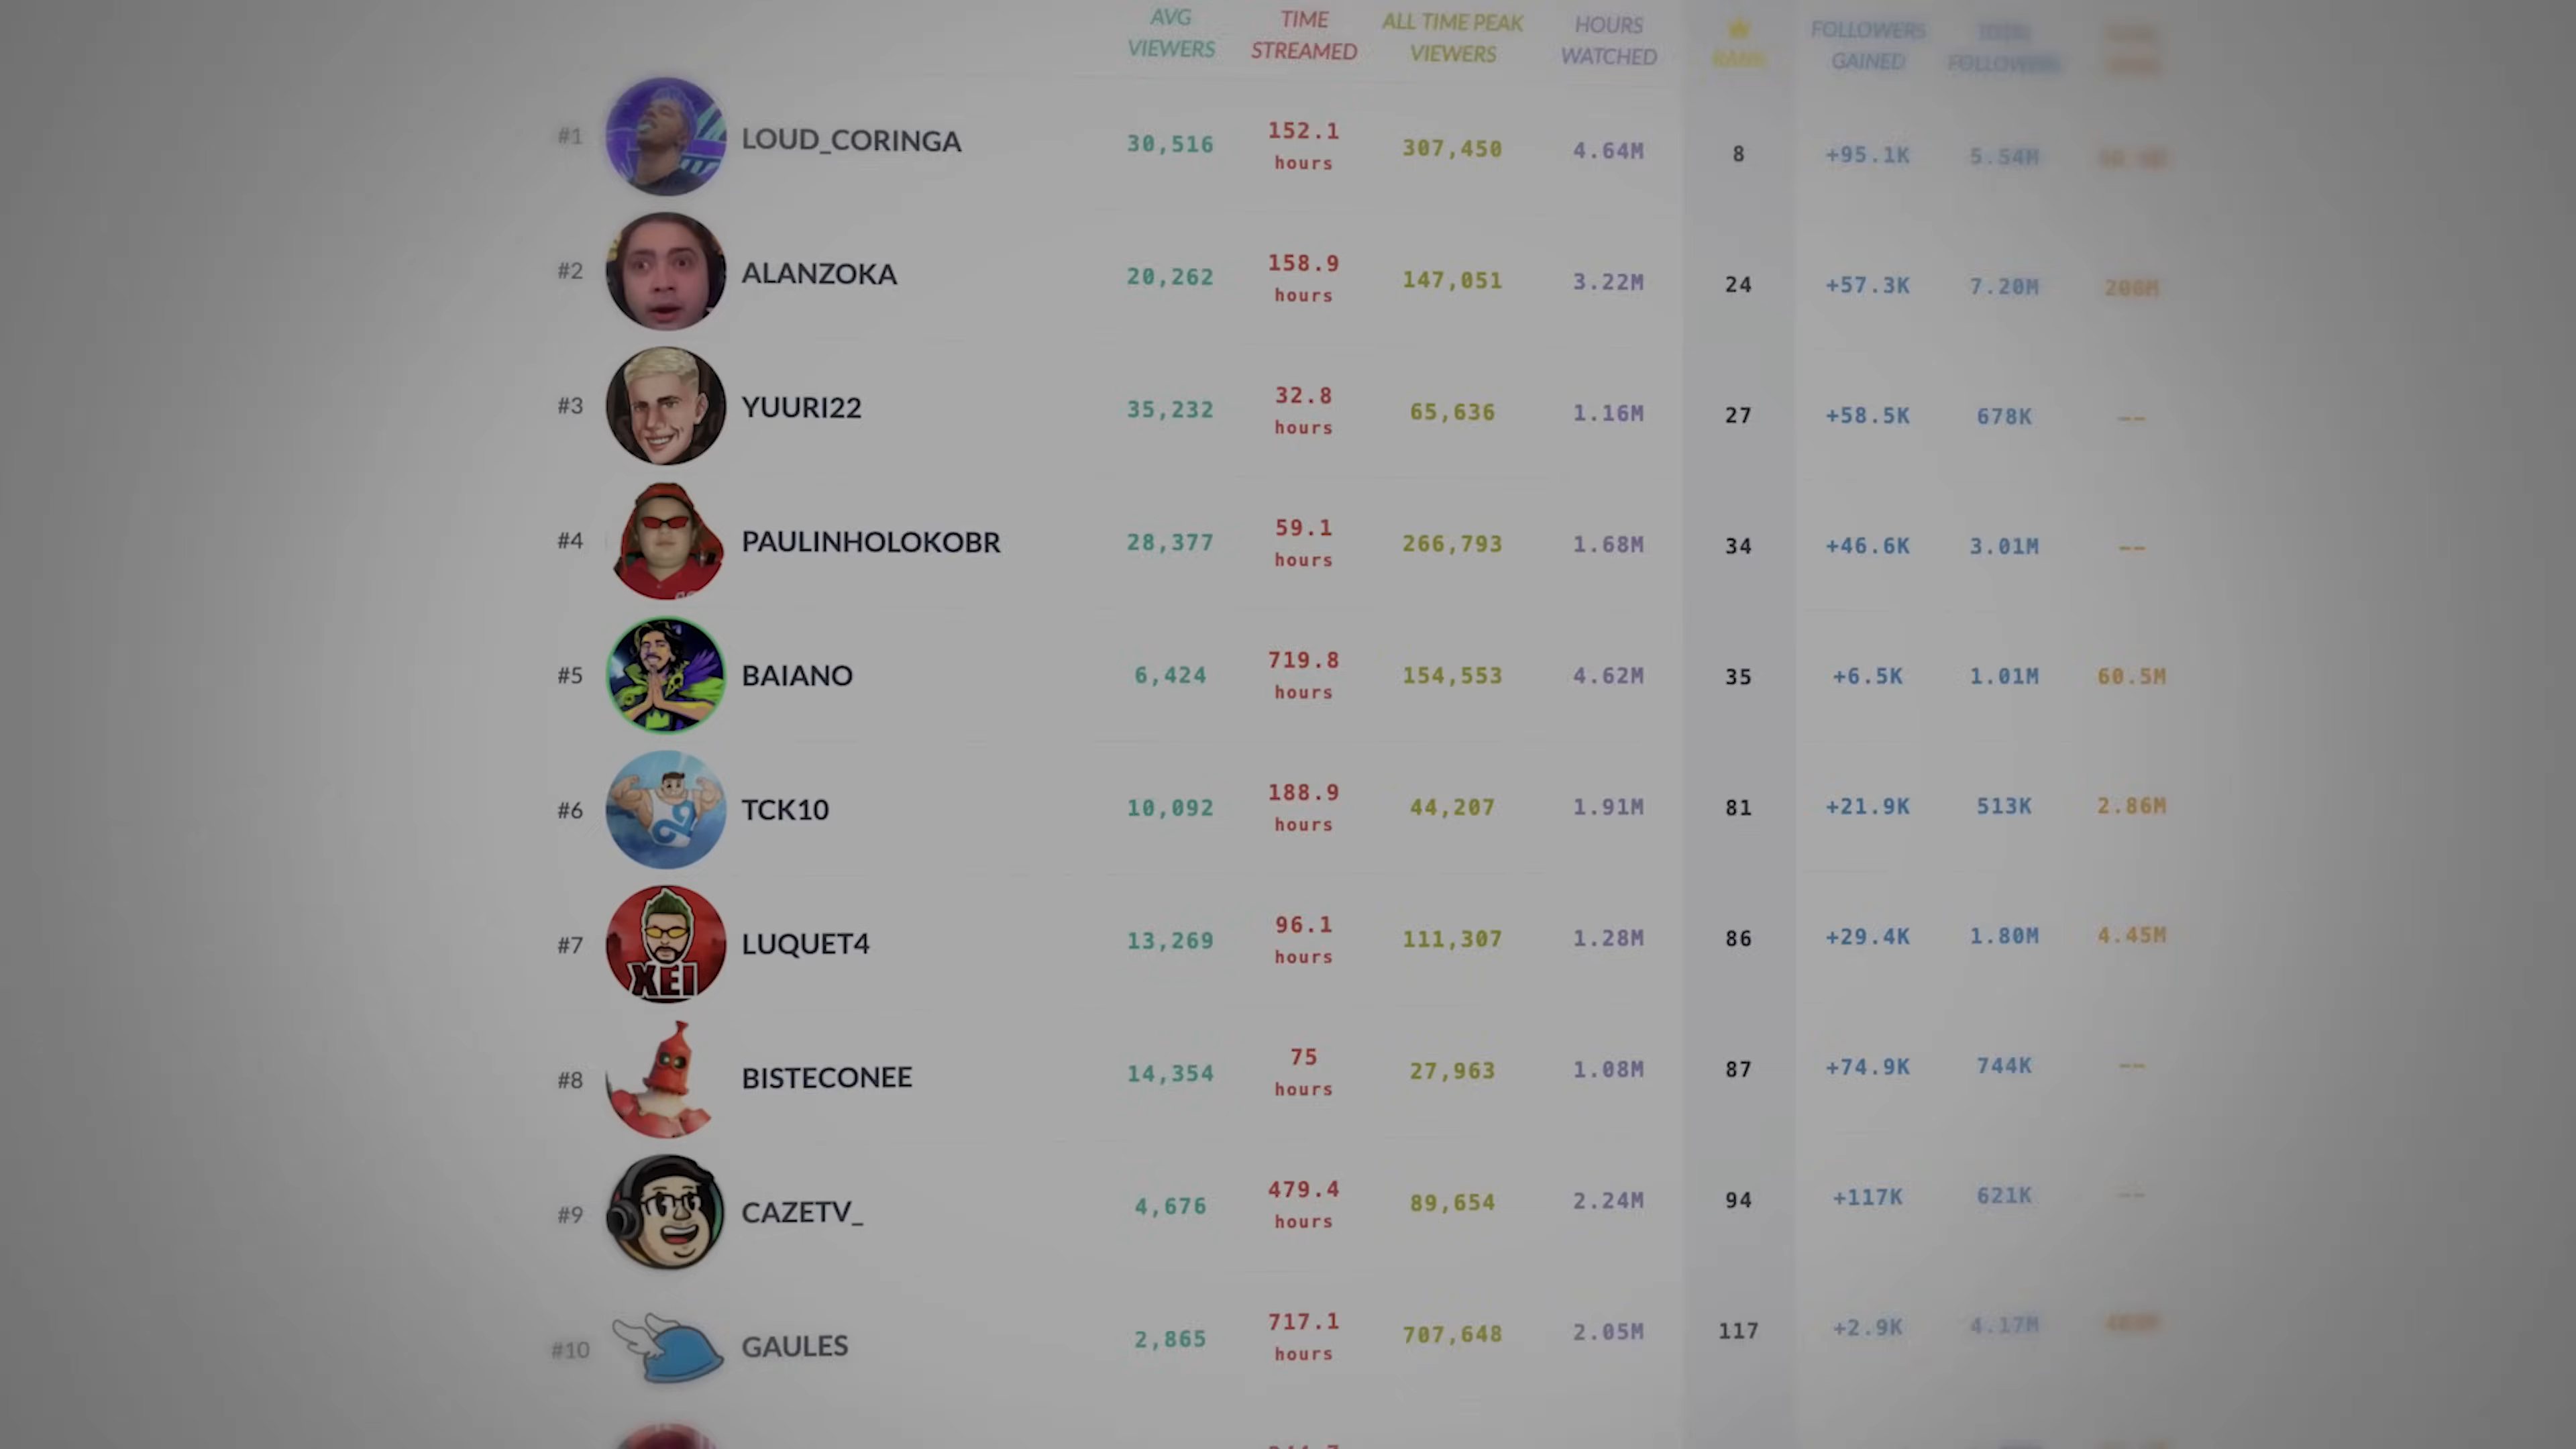 AVG VIEWERS TIME STREAMED ALL TIME PEAK VIEWERS HOURS WATCHED RANK FOLLOWERS GAINED TOTAL FOLLOWERS
#1 LOUD_CORINGA 30,516 152.1 hours 307,450 4.64M 8 +95.1K 5.54M
#2 ALANZOKA 20,262 158.9 hours 147,051 3.22M 24 +57.3K 7.20M 208M
#3 YUURI22 35,232 32.8 hours 65,636 1.16M 27 +58.5K 678K --
#4 PAULINHOLOKOBR 28,377 59.1 hours 266,793 1.68M 34 +46.6K 3.01M --
#5 BAIANO 6,424 719.8 hours 154,553 4.62M 35 +6.5K 1.01M 60.5M
#6 TCK10 10,092 188.9 hours 44,207 1.91M 81 +21.9K 513K 2.86M
XEI
#7 LUQUET4 13,269 96.1 hours 111,307 1.28M 86 +29.4K 1.80M 4.45M
#8 BISTECONEE 14,354 75 hours 27,963 1.08M 87 +74.9K 744K --
#9 CAZETV_ 4,676 479.4 hours 89,654 2.24M 94 +117K 621K --
#10 GAULES 2,865 717.1 hours 707,648 2.05M 117 +2.9K 4.17M